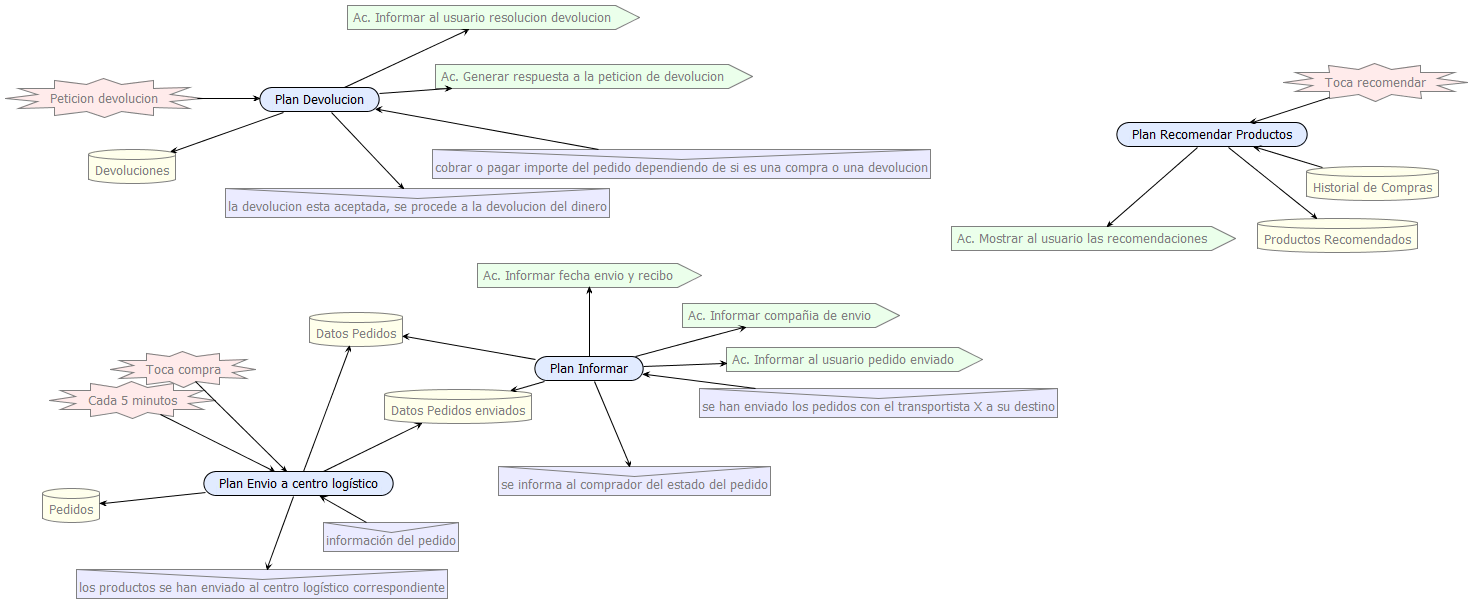 Ac. Informar al usuario resolucion devolucion
Ac. Generar respuesta a la peticion de devolucion
Toca recomendar
Peticion devolucion
Plan Devolucion
Plan Recomendar Productos
cobrar o pagar importe del pedido dependiendo de si es una compra o una devolucion
Devoluciones
Historial de Compras
la devolucion esta aceptada, se procede a la devolucion del dinero
Ac. Mostrar al usuario las recomendaciones
Productos Recomendados
Ac. Informar fecha envio y recibo
Ac. Informar compañia de envio
Datos Pedidos
Ac. Informar al usuario pedido enviado
Toca compra
Plan Informar
Cada 5 minutos
Datos Pedidos enviados
se han enviado los pedidos con el transportista X a su destino
Plan Envio a centro logístico
se informa al comprador del estado del pedido
Pedidos
información del pedido
los productos se han enviado al centro logístico correspondiente